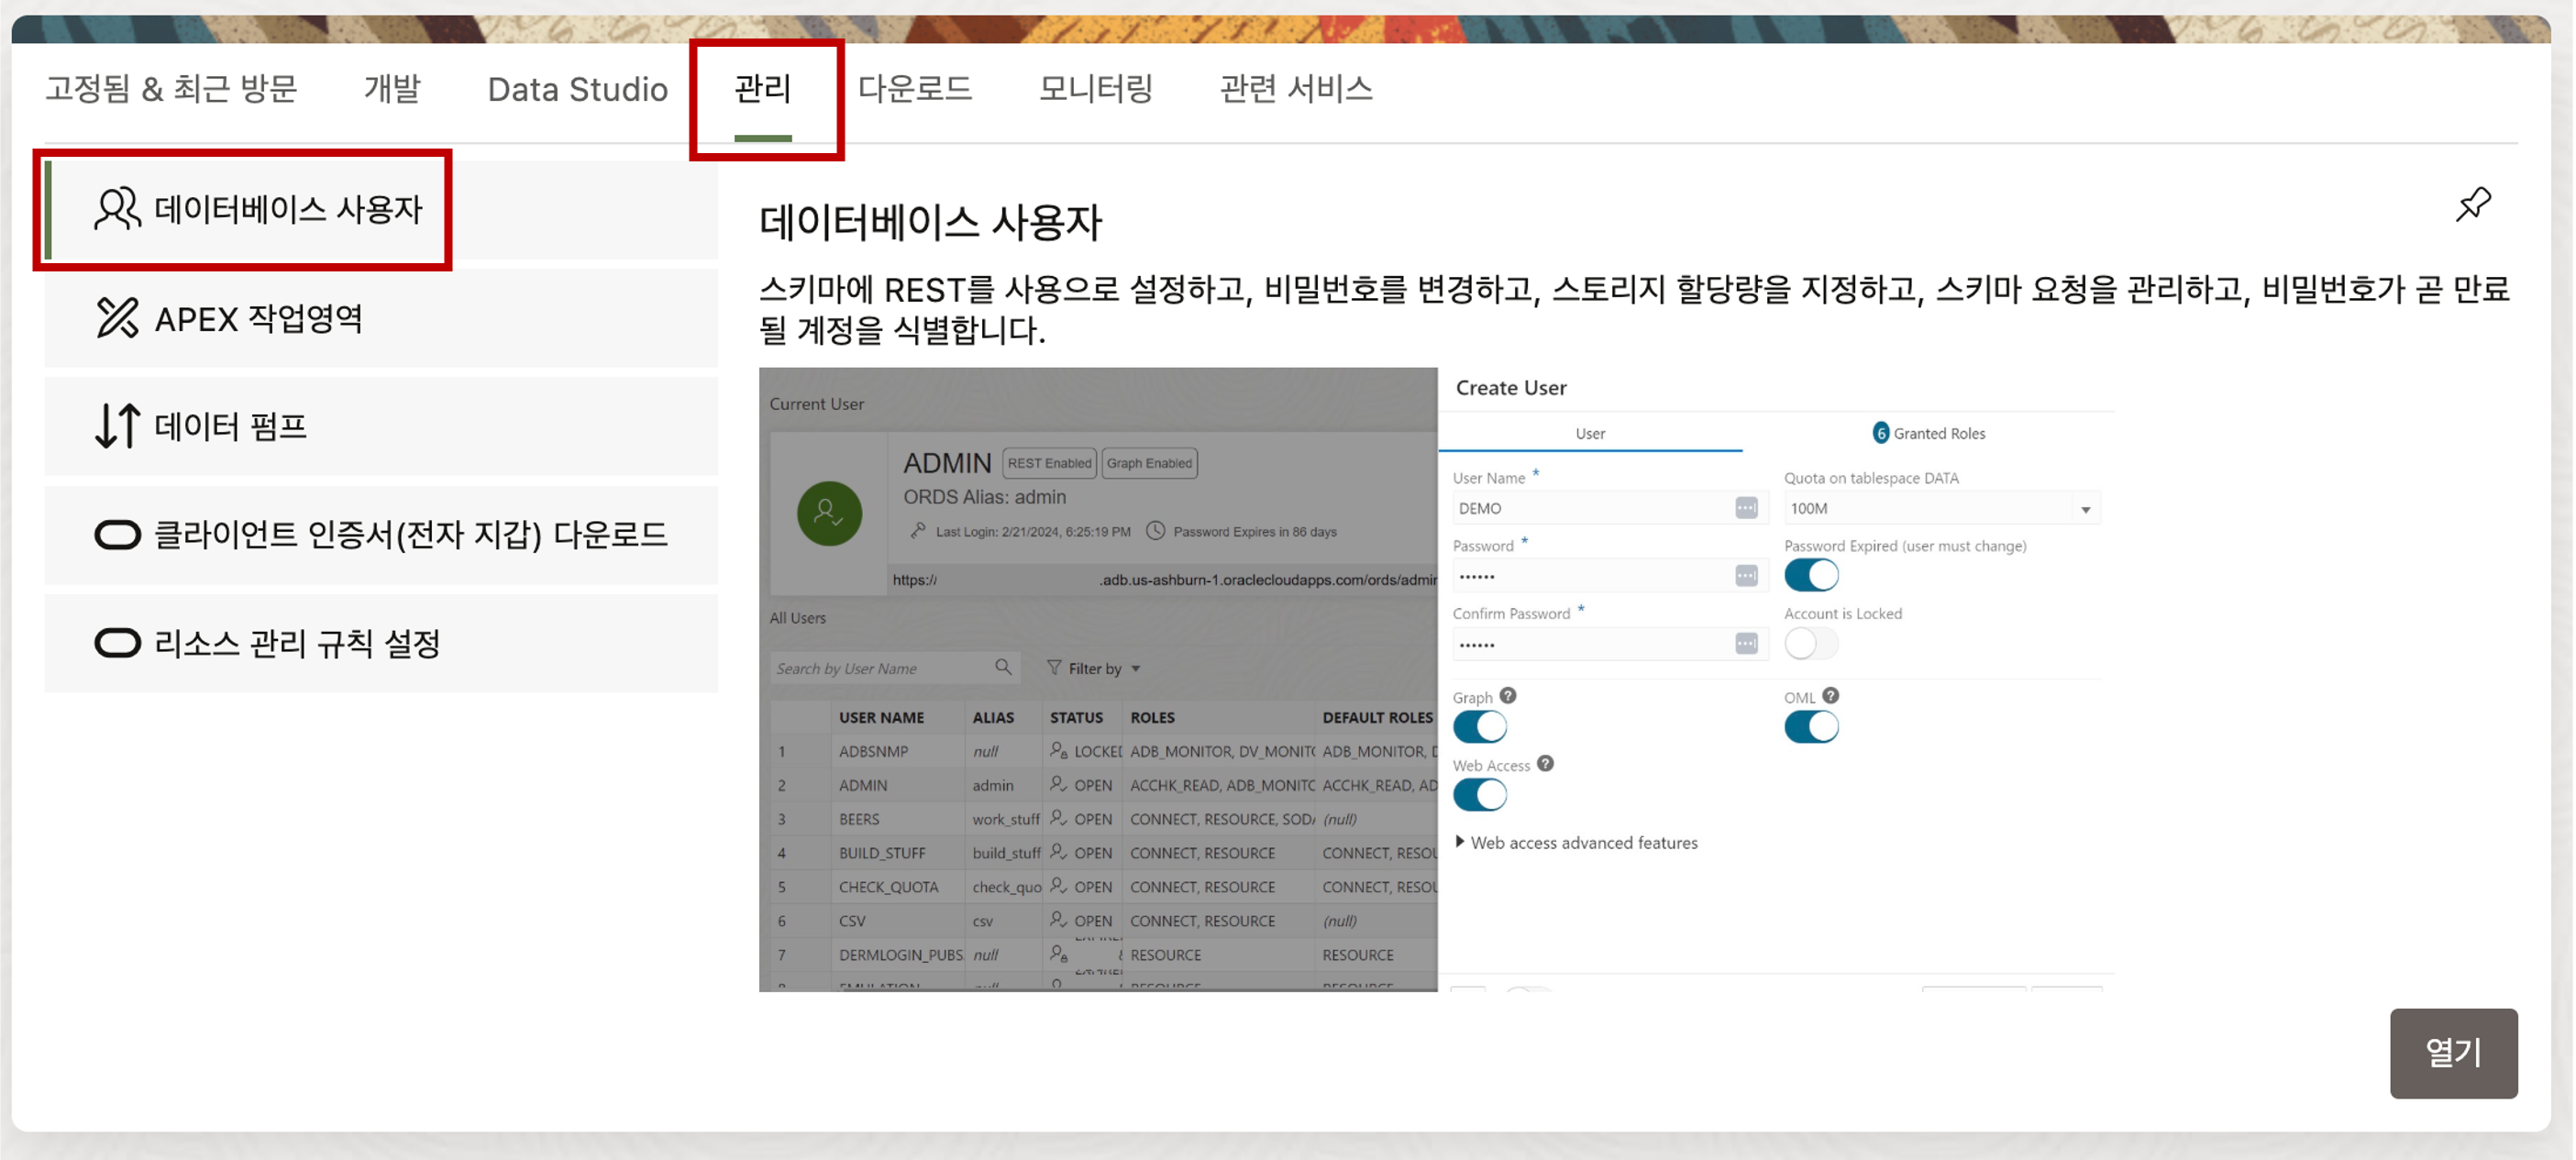 고정됨 & 최근 방문 개발 Data Studio 관리 다운로드 모니터링 관련 서비스
데이터베이스 사용자
APEX 작업영역
데이터 펌프
클라이언트 인증서(전자 지갑) 다운로드
리소스 관리 규칙 설정
데이터베이스 사용자
스키마에 REST를 사용으로 설정하고, 비밀번호를 변경하고, 스토리지 할당량을 지정하고, 스키마 요청을 관리하고, 비밀번호가 곧 만료
될 계정을 식별합니다.
Current User
ADMIN REST Enabled Graph Enabled
ORDS Alias: admin
Last Login: 2/21/2024, 6:25:19 PM Password Expires in 86 days
https:// .adb.us-ashburn-1.oraclecloudapps.com/ords/admin
All Users
Search by User Name Filter by
USER NAME ALIAS STATUS ROLES DEFAULT ROLES
1 ADBSNMP null LOCKED ADB_MONITOR, DV_MONITO ADB_MONITOR, D
2 ADMIN admin OPEN ACCHK_READ, ADB_MONITO ACCHK_READ, AD
3 BEERS work_stuff OPEN CONNECT, RESOURCE, SODA (null)
4 BUILD_STUFF build_stuff OPEN CONNECT, RESOURCE CONNECT, RESOU
5 CHECK_QUOTA check_quo OPEN CONNECT, RESOURCE CONNECT, RESOU
6 CSV csv OPEN CONNECT, RESOURCE (null)
7 DERMLOGIN_PUBS null RESOURCE RESOURCE
Create User
User 6 Granted Roles
User Name * Quota on tablespace DATA
DEMO 100M
Password * Password Expired (user must change)
••••••
Confirm Password * Account is Locked
••••••
Graph ? OML ?
Web Access ?
Web access advanced features
열기